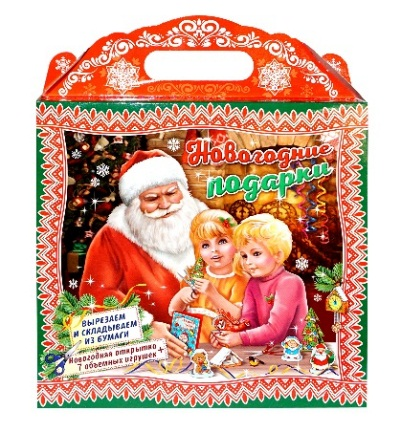 Новогодние
подарки
ВЫРЕЗАЕМ
И СКЛАДЫВАЕМ
ИЗ БУМАГИ
Новогодняя открытка +
7 объемных игрушек